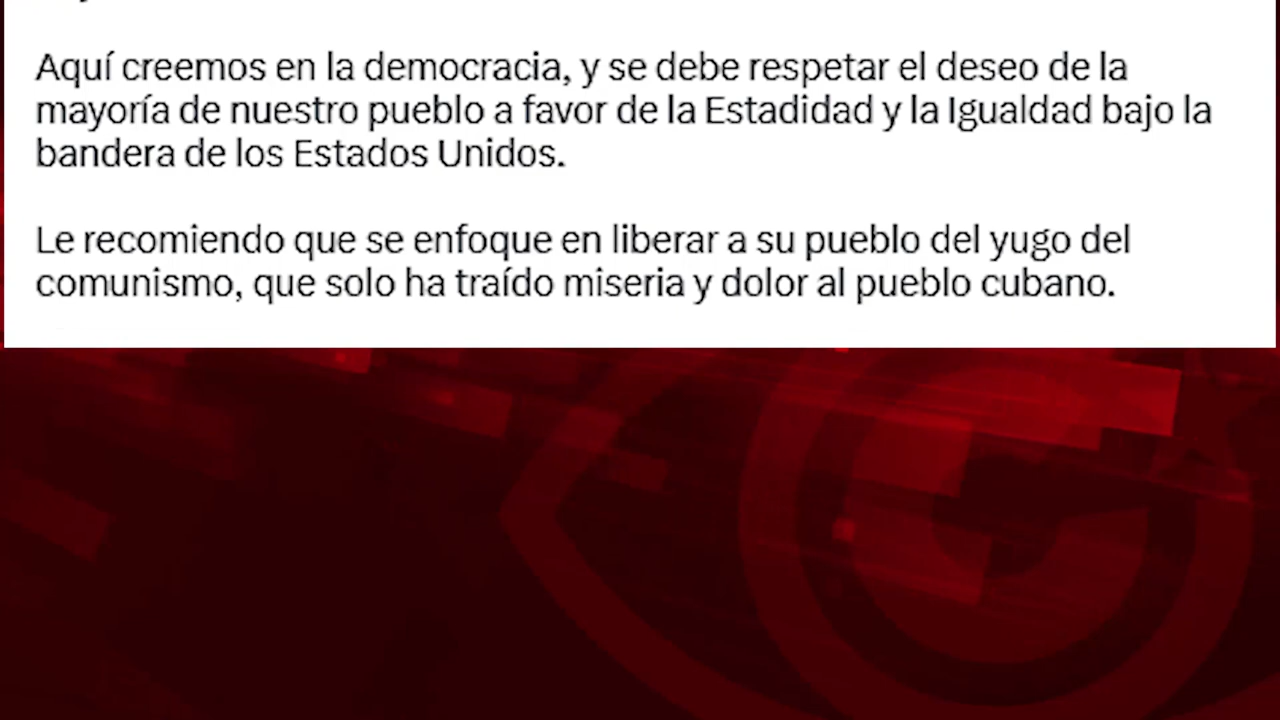 Aquí creemos en la democracia, y se debe respetar el deseo de la
mayoría de nuestro pueblo a favor de la Estadidad y la Igualdad bajo la
bandera de los Estados Unidos.
Le recomiendo que se enfoque en liberar a su pueblo del yugo del
comunismo, que solo ha traído miseria y dolor al pueblo cubano.